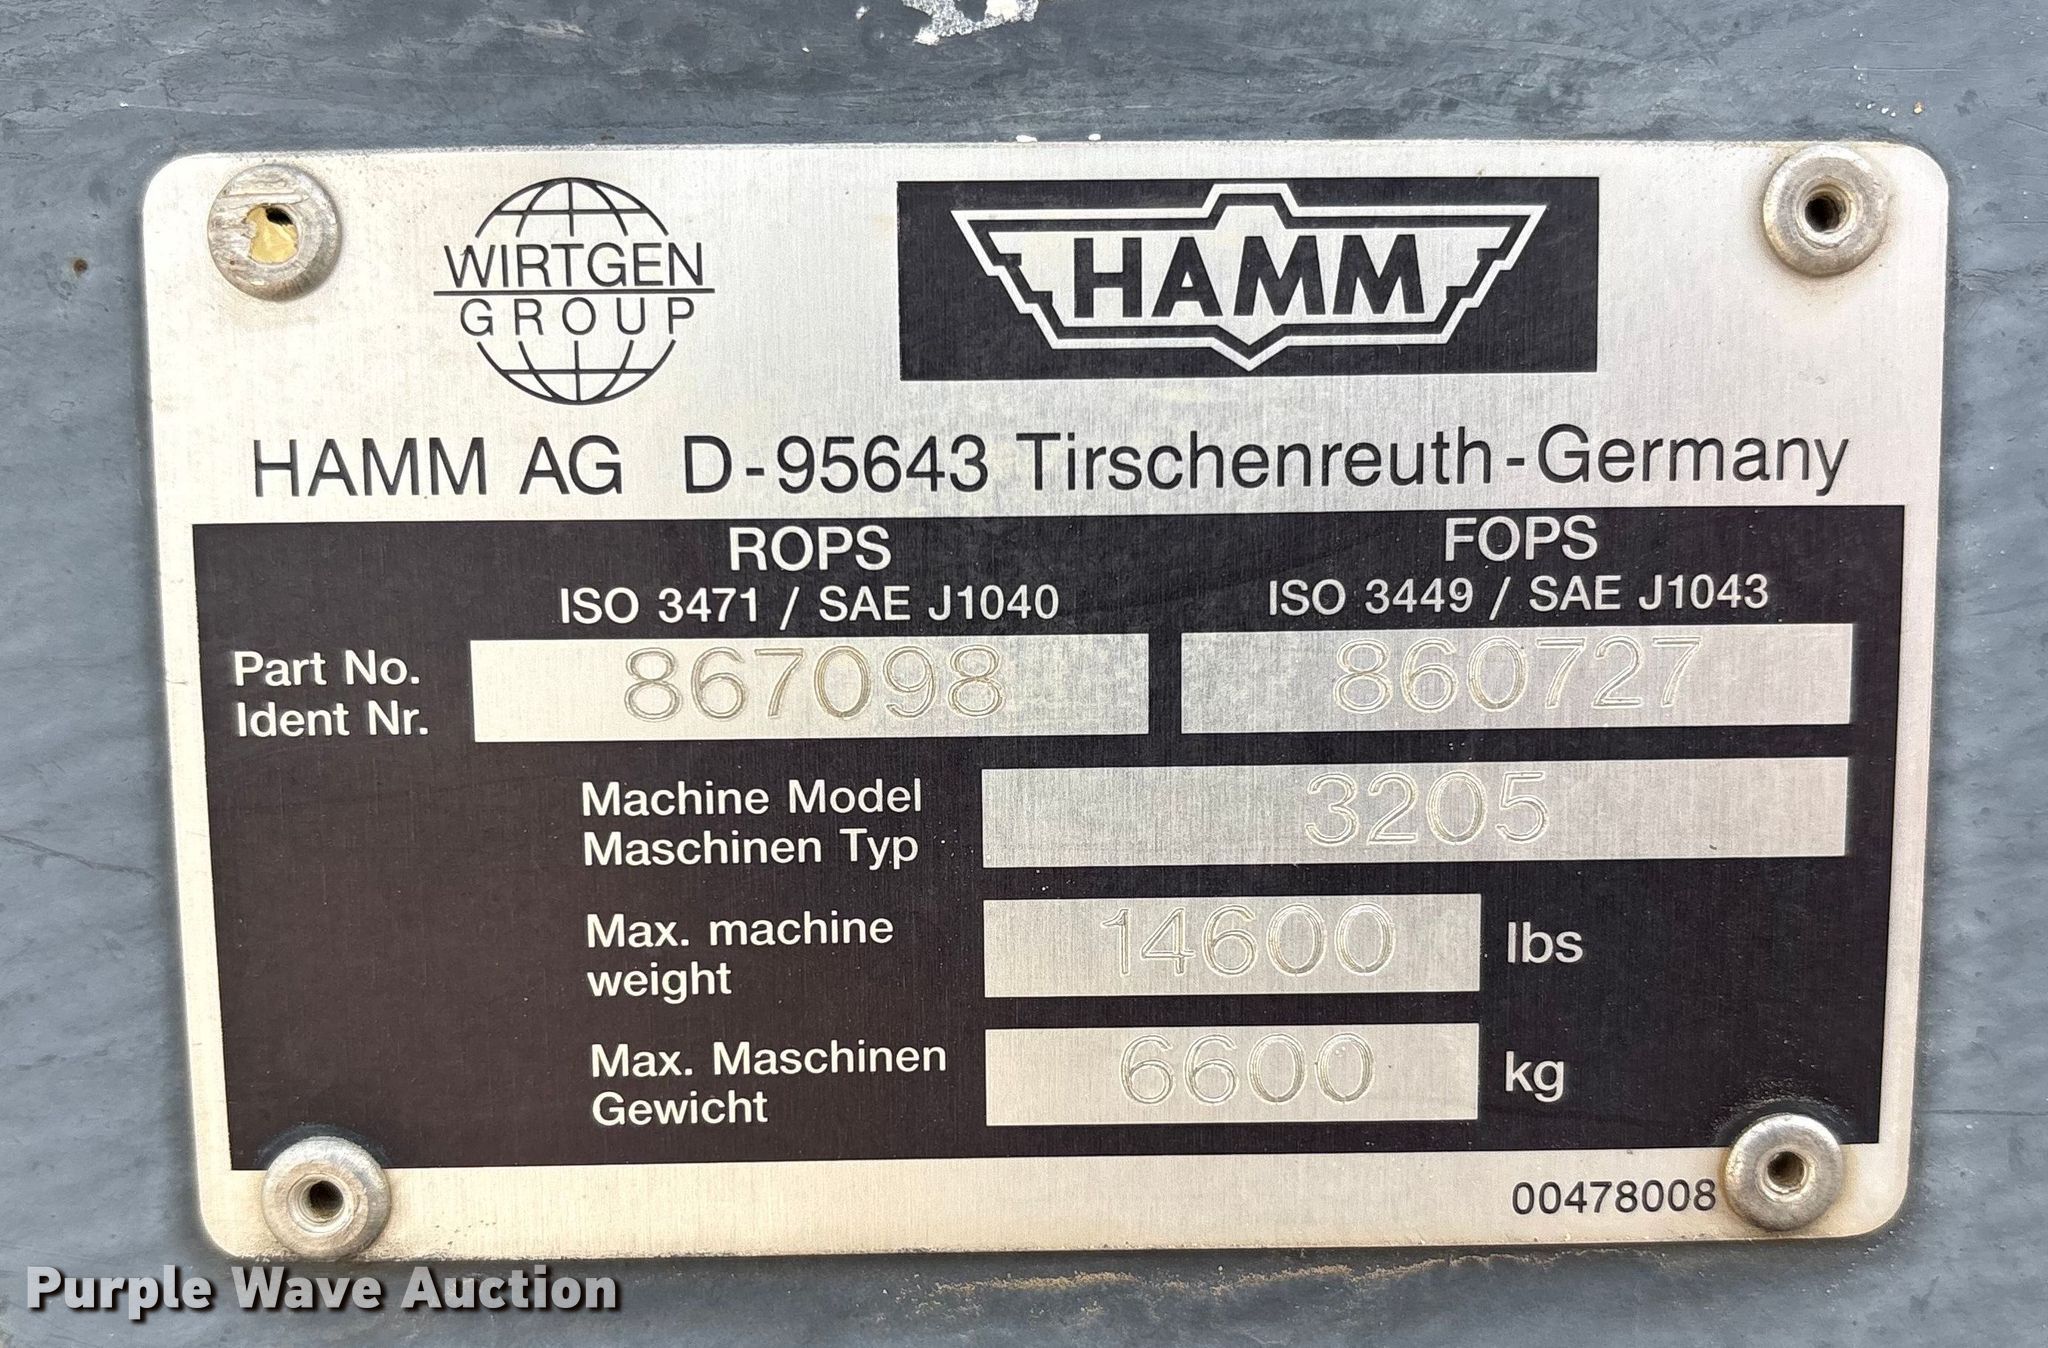 WIRTGEN
GROUP
HAMM
HAMM AG D-95643 Tirschenreuth-Germany
ROPS
ISO 3471 / SAE J1040
FOPS
ISO 3449 / SAE J1043
Part No.
Ident Nr.
867098
860727
Machine Model
Maschinen Typ
3205
Max. machine
weight
14600
lbs
Max. Maschinen
Gewicht
6600
kg
00478008
Purple Wave Auction